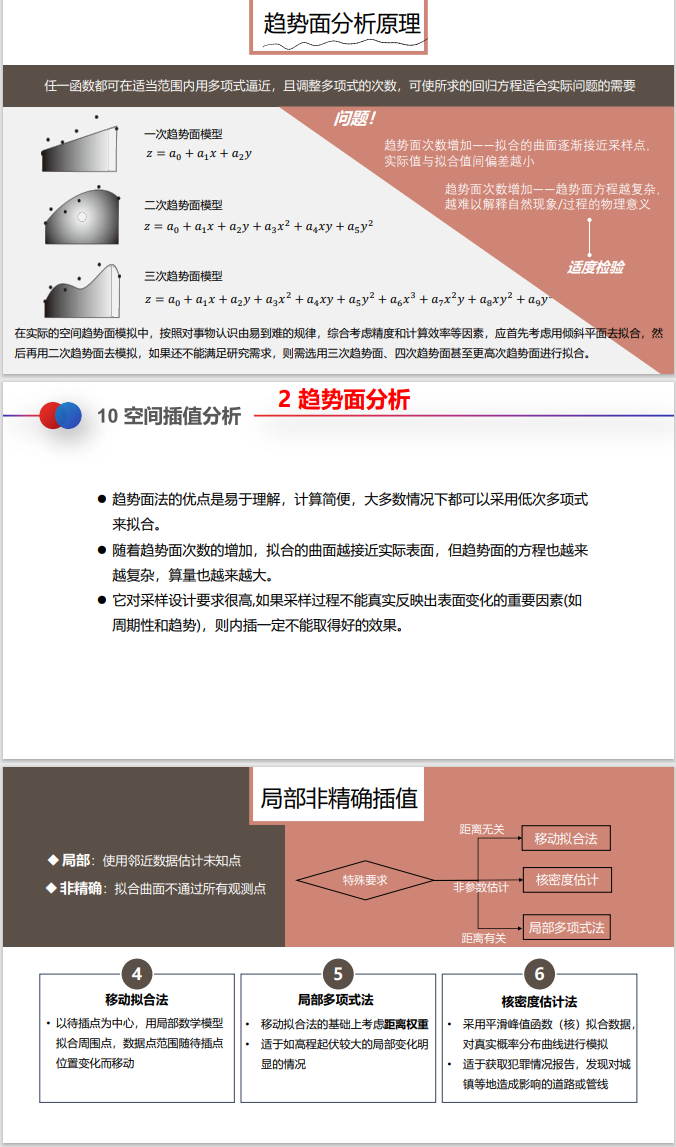 趋势面分析原理
任一函数都可在适当范围内用多项式逼近，且调整多项式的次数，可使所求的回归方程适合实际问题的需要
问题！
趋势面次数增加——拟合的曲面逐渐接近采样点,
实际值与拟合值间偏差越小
趋势面次数增加——趋势面方程越复杂,
越难以解释自然现象/过程的物理意义
适度检验
一次趋势面模型
z = a₀ + a₁x + a₂y
二次趋势面模型
z = a₀ + a₁x + a₂y + a₃x² + a₄xy + a₅y²
三次趋势面模型
z = a₀ + a₁x + a₂y + a₃x² + a₄xy + a₅y² + a₆x³ + a₇x²y + a₈xy² + a₉y
在实际的空间趋势面模拟中，按照对事物认识由易到难的规律，综合考虑精度和计算效率等因素，应首先考虑用倾斜平面去拟合，然
后再用二次趋势面去模拟，如果还不能满足研究需求，则需选用三次趋势面、四次趋势面甚至更高次趋势面进行拟合。
2 趋势面分析
10 空间插值分析
● 趋势面法的优点是易于理解，计算简便，大多数情况下都可以采用低次多项式
来拟合。
● 随着趋势面次数的增加，拟合的曲面越接近实际表面，但趋势面的方程也越来
越复杂，算量也越来越大。
● 它对采样设计要求很高,如果采样过程不能真实反映出表面变化的重要因素(如
周期性和趋势)，则内插一定不能取得好的效果。
局部非精确插值
◆ 局部：使用邻近数据估计未知点
◆ 非精确：拟合曲面不通过所有观测点
特殊要求
距离无关
移动拟合法
非参数估计
核密度估计
距离有关
局部多项式法
4
移动拟合法
• 以待插点为中心，用局部数学模型
拟合周围点，数据点范围随待插点
位置变化而移动
5
局部多项式法
• 移动拟合法的基础上考虑距离权重
• 适于如高程起伏较大的局部变化明
显的情况
6
核密度估计法
• 采用平滑峰值函数（核）拟合数据，
对真实概率分布曲线进行模拟
• 适于获取犯罪情况报告，发现对城
镇等地造成影响的道路或管线